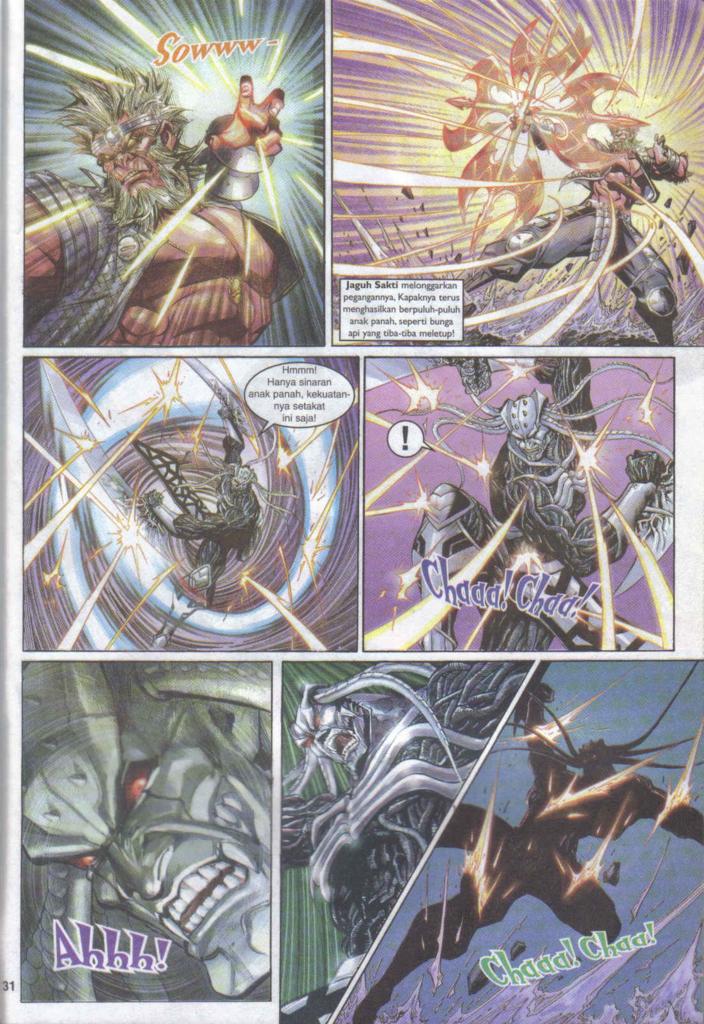 Sowww-
Jaguh Sakti melonggarkan
pegangannya, Kapaknya terus
menghasilkan berpuluh-puluh
anak panah, seperti bunga
api yang tiba-tiba meletup!
Hmmm!
Hanya sinaran
anak panah, kekuatan-
nya setakat
ini saja!
!
Chaaa! Chaa!
Ahhh!
Chaaa! Chaa!
31